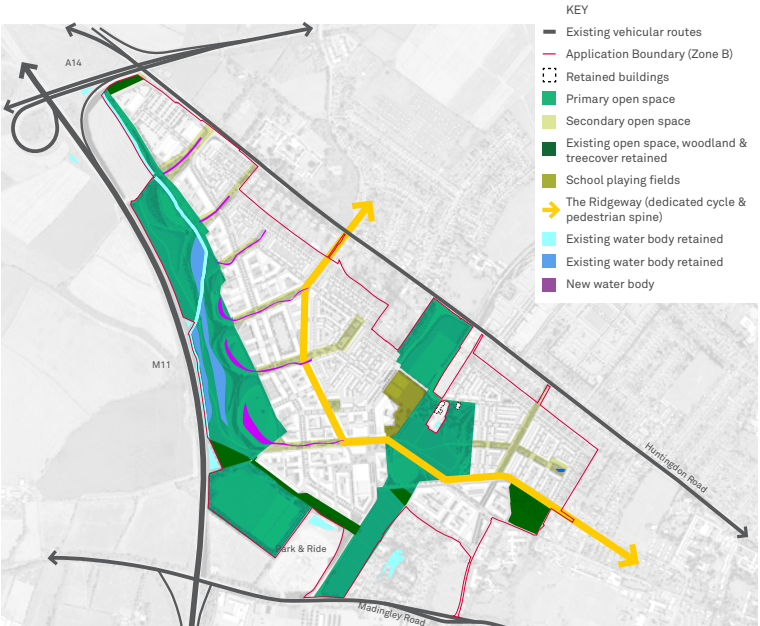 KEY
Existing vehicular routes
Application Boundary (Zone B)
Retained buildings
Primary open space
Secondary open space
Existing open space, woodland &
treecover retained
School playing fields
The Ridgeway (dedicated cycle &
pedestrian spine)
Existing water body retained
Existing water body retained
New water body
A14
M11
Huntingdon Road
Park & Ride
Madingley Road